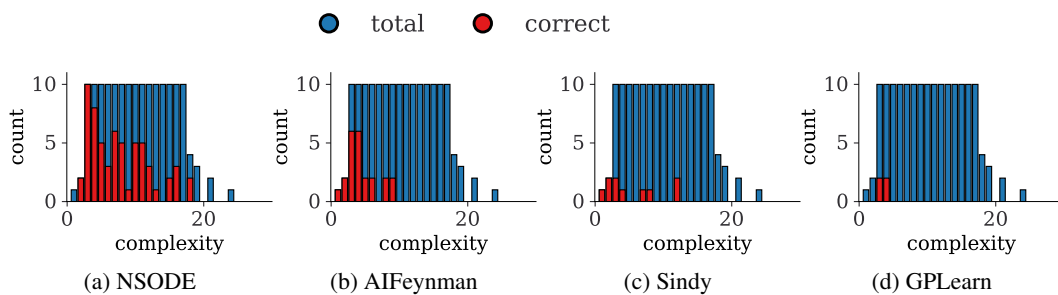 total correct
10 10 10 10
5 5 5 5
0 0 0 0
0 20 0 20 0 20 0 20
count count count count
complexity complexity complexity complexity
(a) NSODE (b) AIFeynman (c) Sindy (d) GPLearn